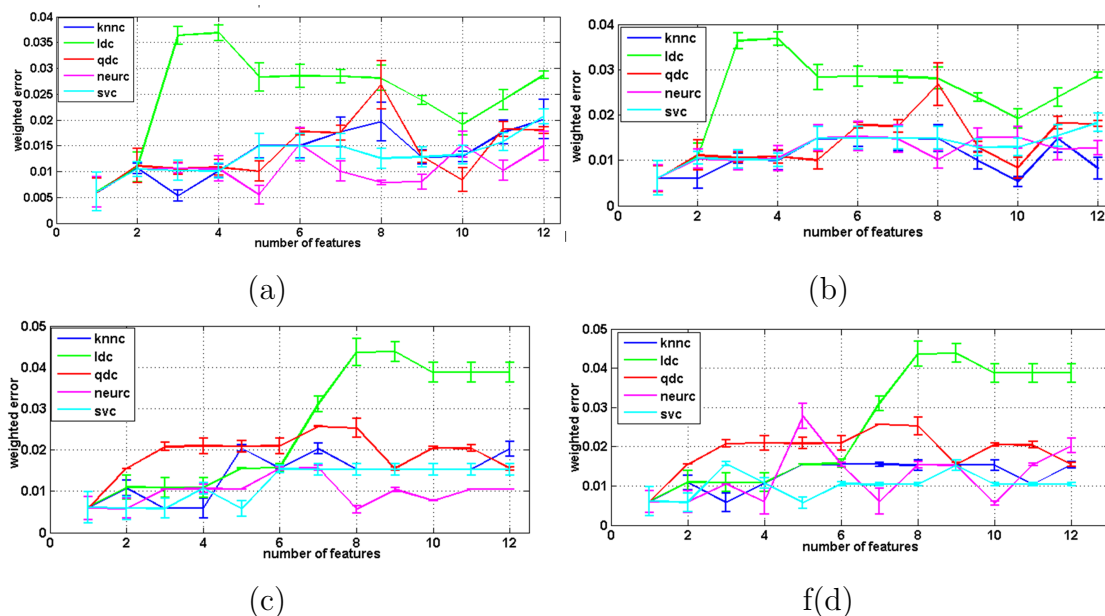 0.04
0.035
0.03
0.025
0.02
0.015
0.01
0.005
0
weighted error
knnc
ldc
qdc
neurc
svc
0 2 4 6 8 10 12
number of features
(a)
0.04
0.03
0.02
0.01
0
weighted error
knnc
ldc
qdc
neurc
svc
0 2 4 6 8 10 12
number of features
(b)
0.05
0.04
0.03
0.02
0.01
0
weighted error
knnc
ldc
qdc
neurc
svc
0 2 4 6 8 10 12
number of features
(c)
0.05
0.04
0.03
0.02
0.01
0
weighted error
knnc
ldc
qdc
neurc
svc
0 2 4 6 8 10 12
number of features
f(d)